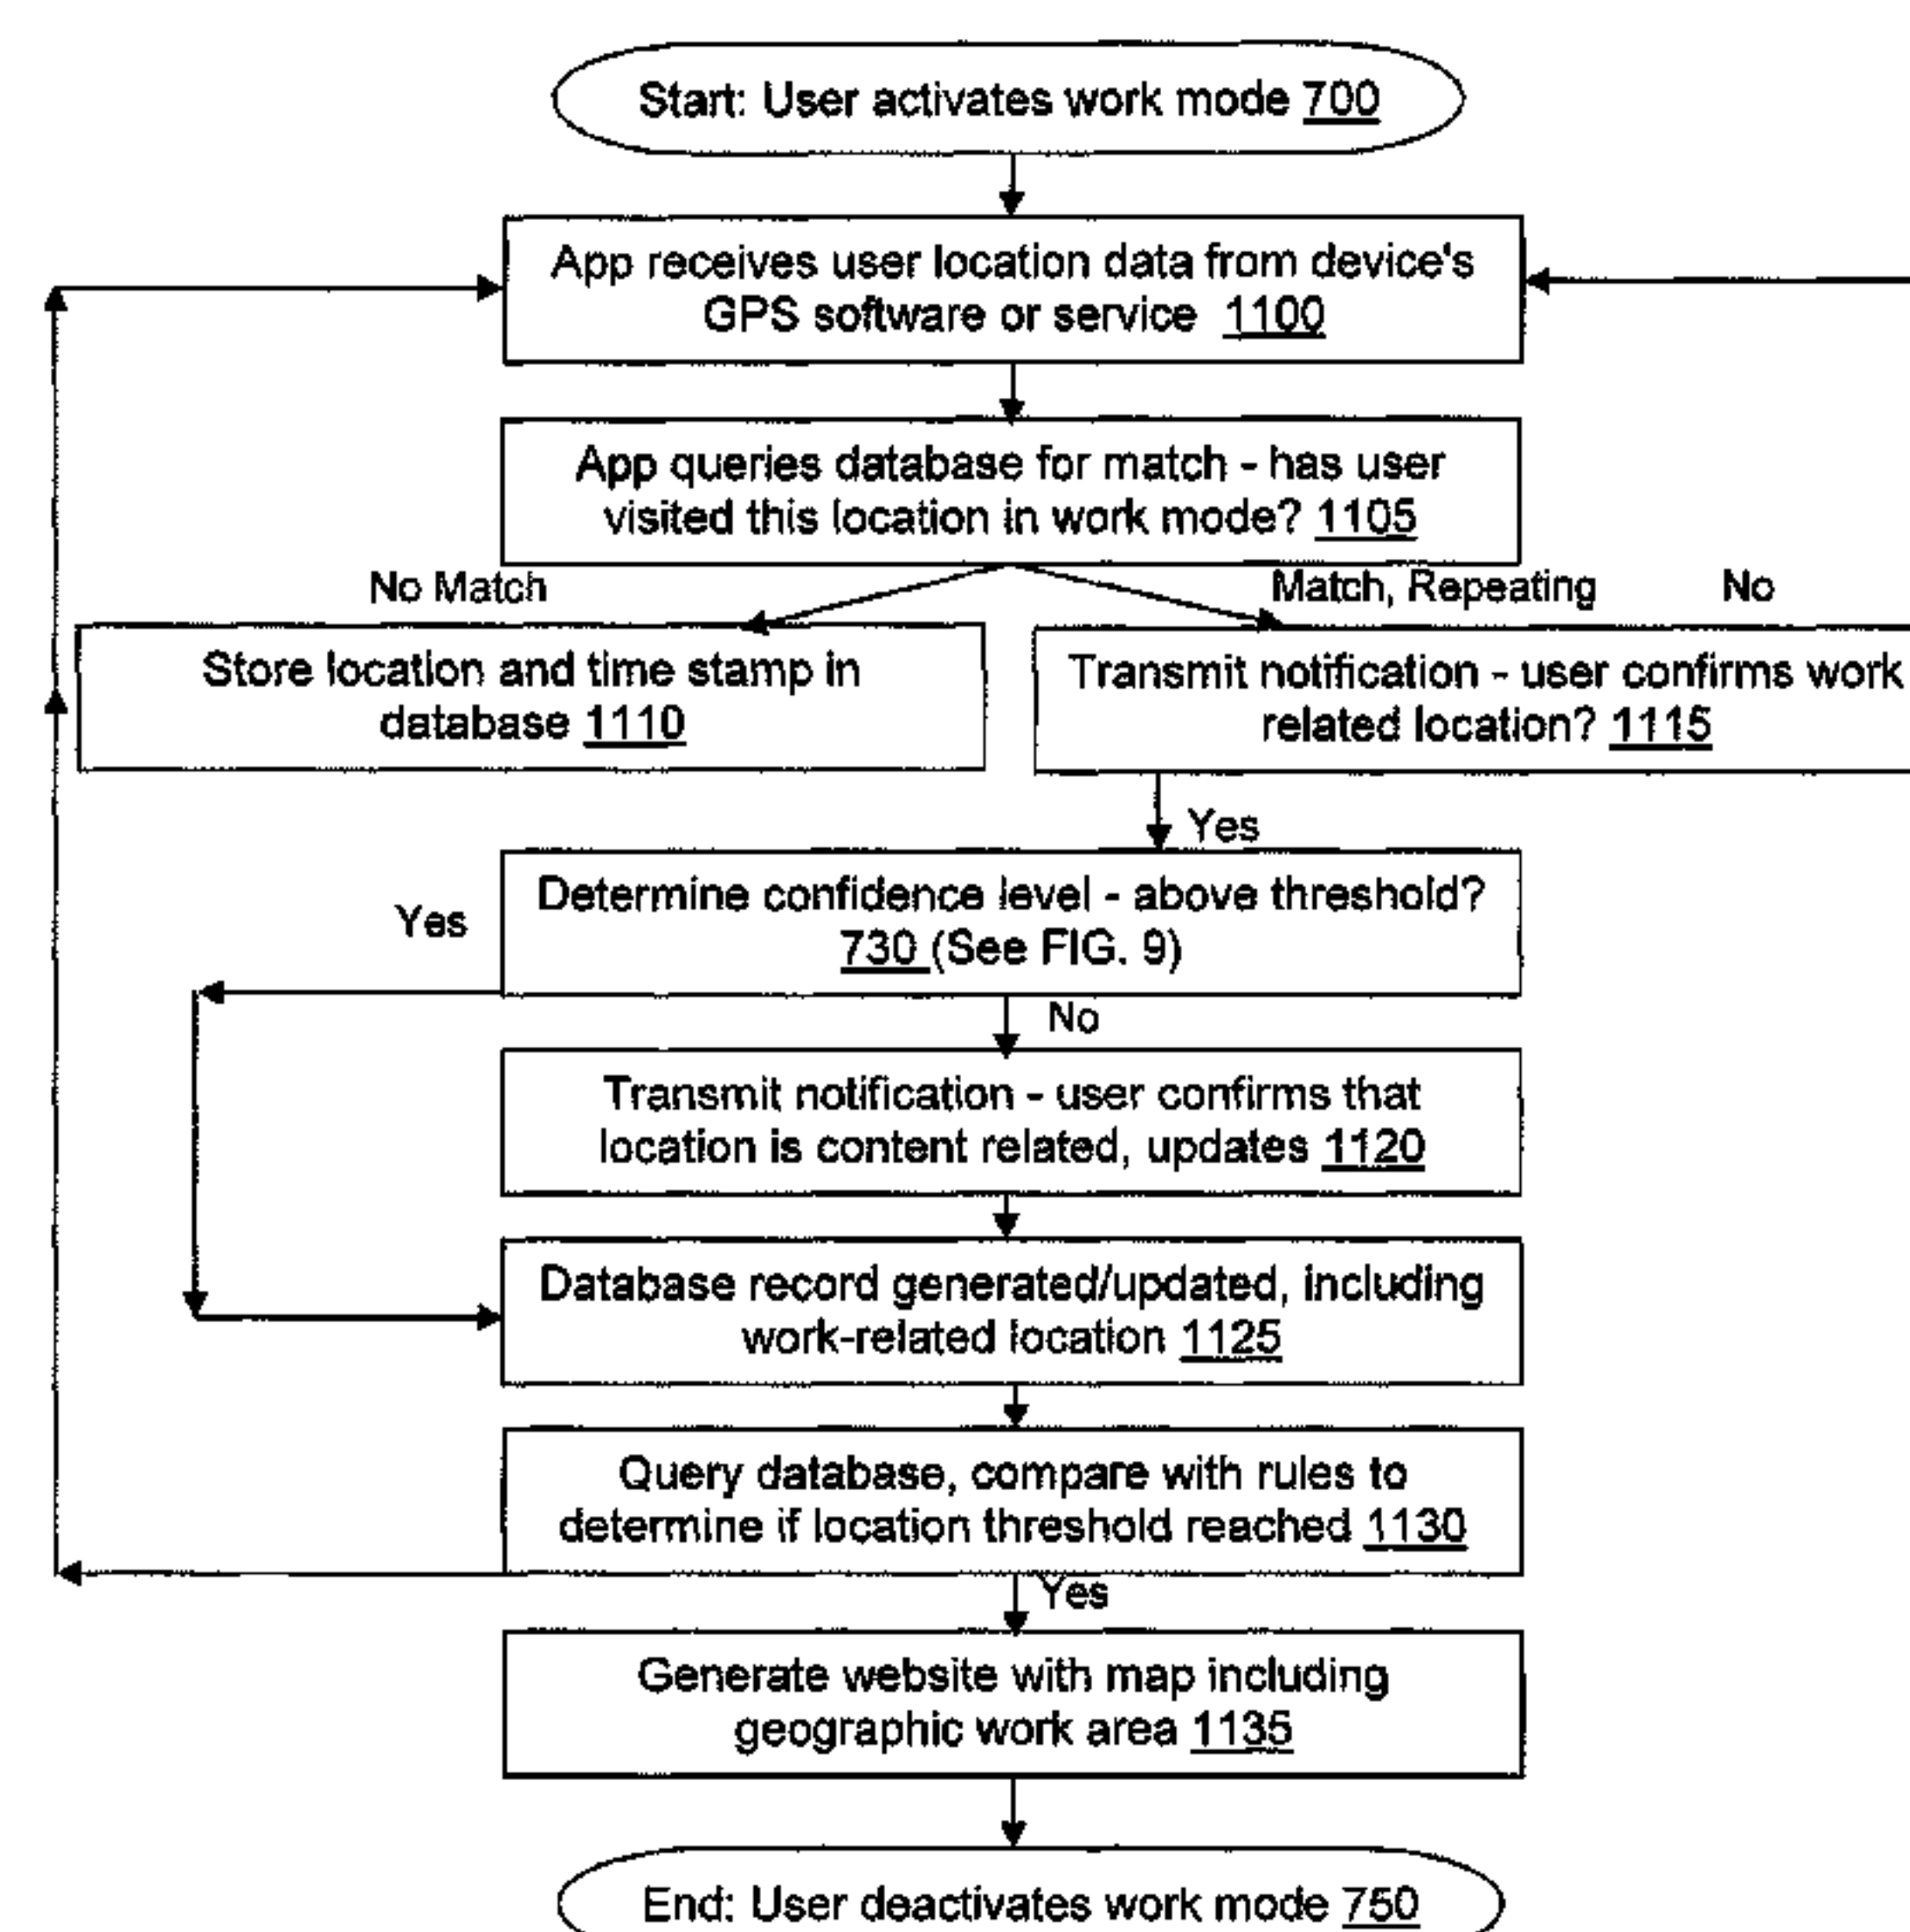 Start: User activates work mode 700
App receives user location data from device's
GPS software or service 1100
App queries database for match - has user
visited this location in work mode? 1105
No Match
Match, Repeating
No
Store location and time stamp in
database 1110
Transmit notification - user confirms work
related location? 1115
Yes
Determine confidence level - above threshold?
730 (See FIG. 9)
Yes
No
Transmit notification - user confirms that
location is content related, updates 1120
Database record generated/updated, including
work-related location 1125
Query database, compare with rules to
determine if location threshold reached 1130
Yes
Generate website with map including
geographic work area 1135
End: User deactivates work mode 750